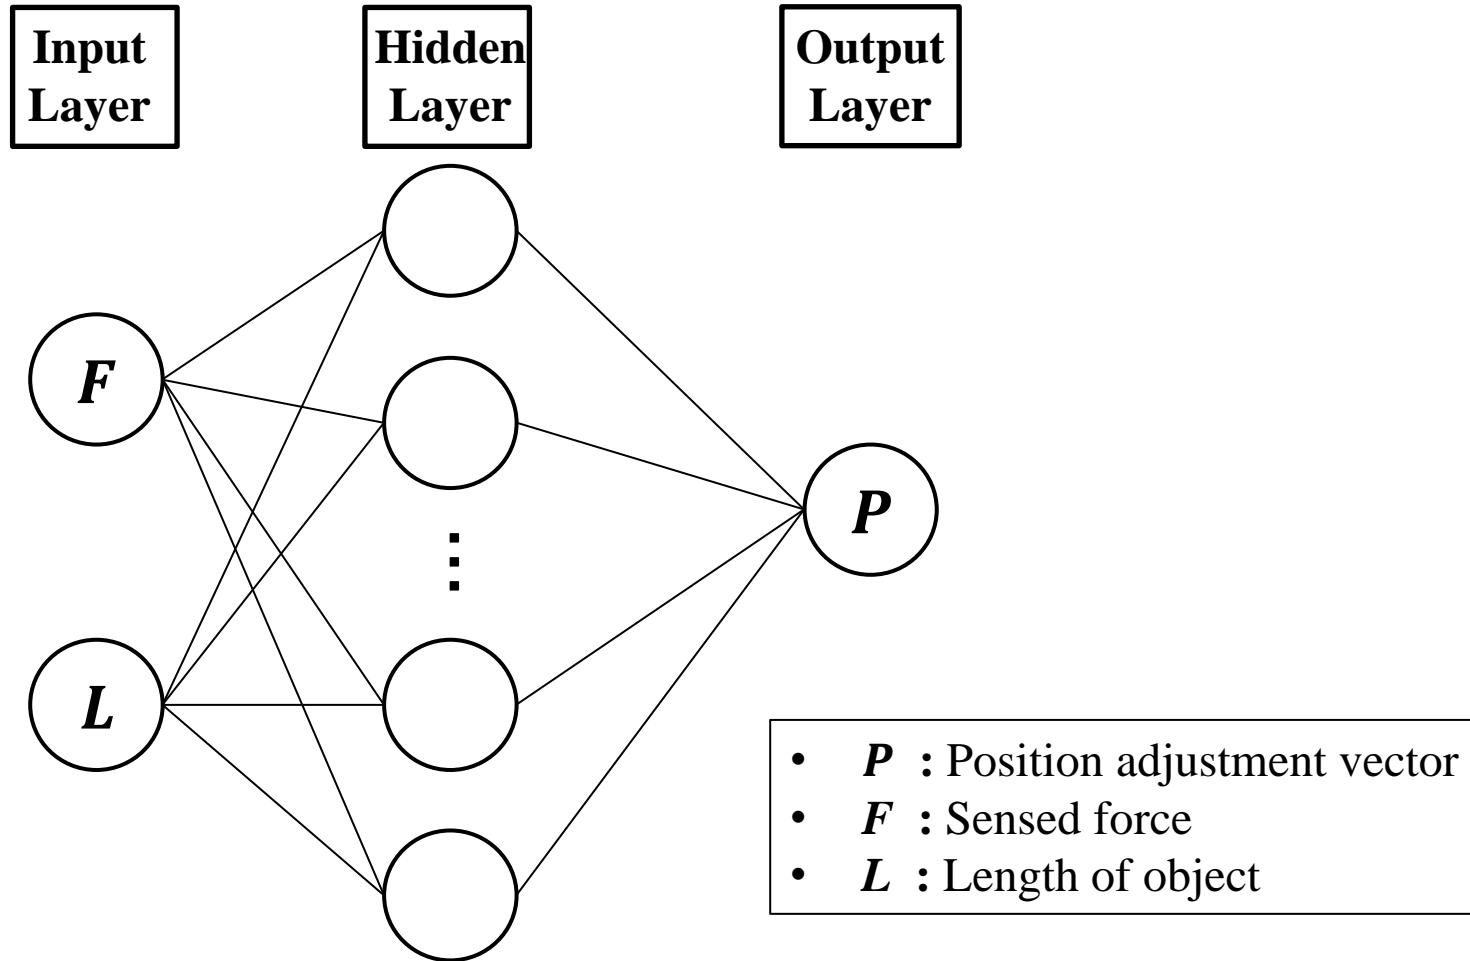 Input
Layer
Hidden
Layer
Output
Layer
F
L
P
• P : Position adjustment vector
• F : Sensed force
• L : Length of object